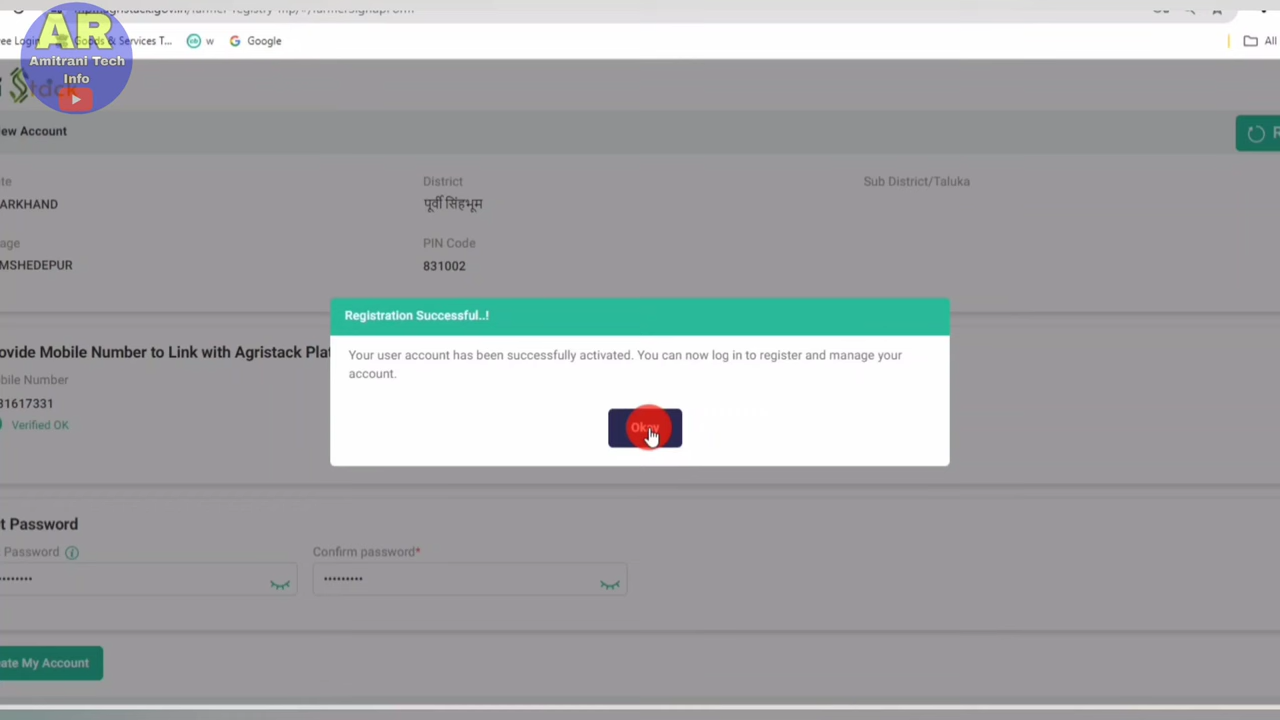 AR
Amitrani Tech
Info
Goods & Services T...
w
Google
All
ew Account
District
Sub District/Taluka
ARKHAND
पूर्वी सिंहभूम
age
PIN Code
MSHEDEPUR
831002
Registration Successful..!
Your user account has been successfully activated. You can now log in to register and manage your
account.
Okay
ovide Mobile Number to Link with Agristack Pla
bile Number
31617331
Verified OK
t Password
Password
Confirm password*
ate My Account